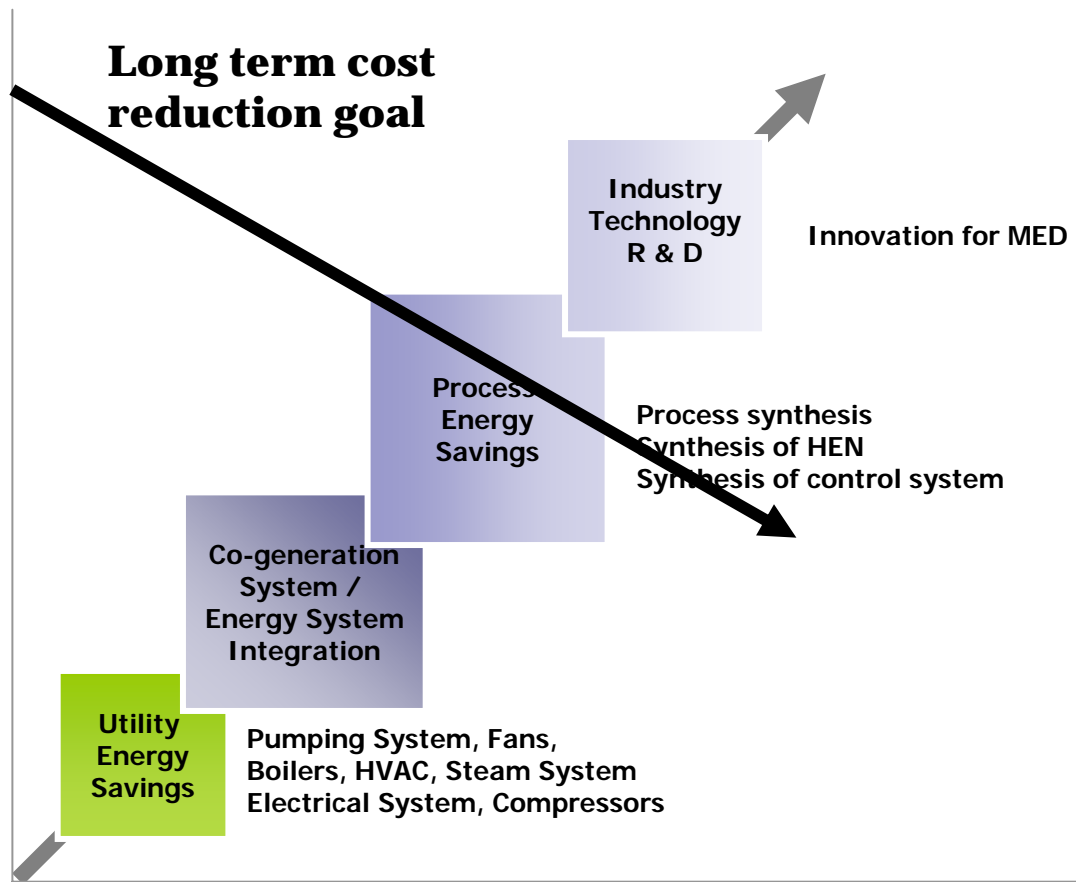 Long term cost
reduction goal
Industry
Technology
R & D
Innovation for MED
Process
Energy
Savings
Process synthesis
Synthesis of HEN
Synthesis of control system
Co-generation
System /
Energy System
Integration
Utility
Energy
Savings
Pumping System, Fans,
Boilers, HVAC, Steam System
Electrical System, Compressors